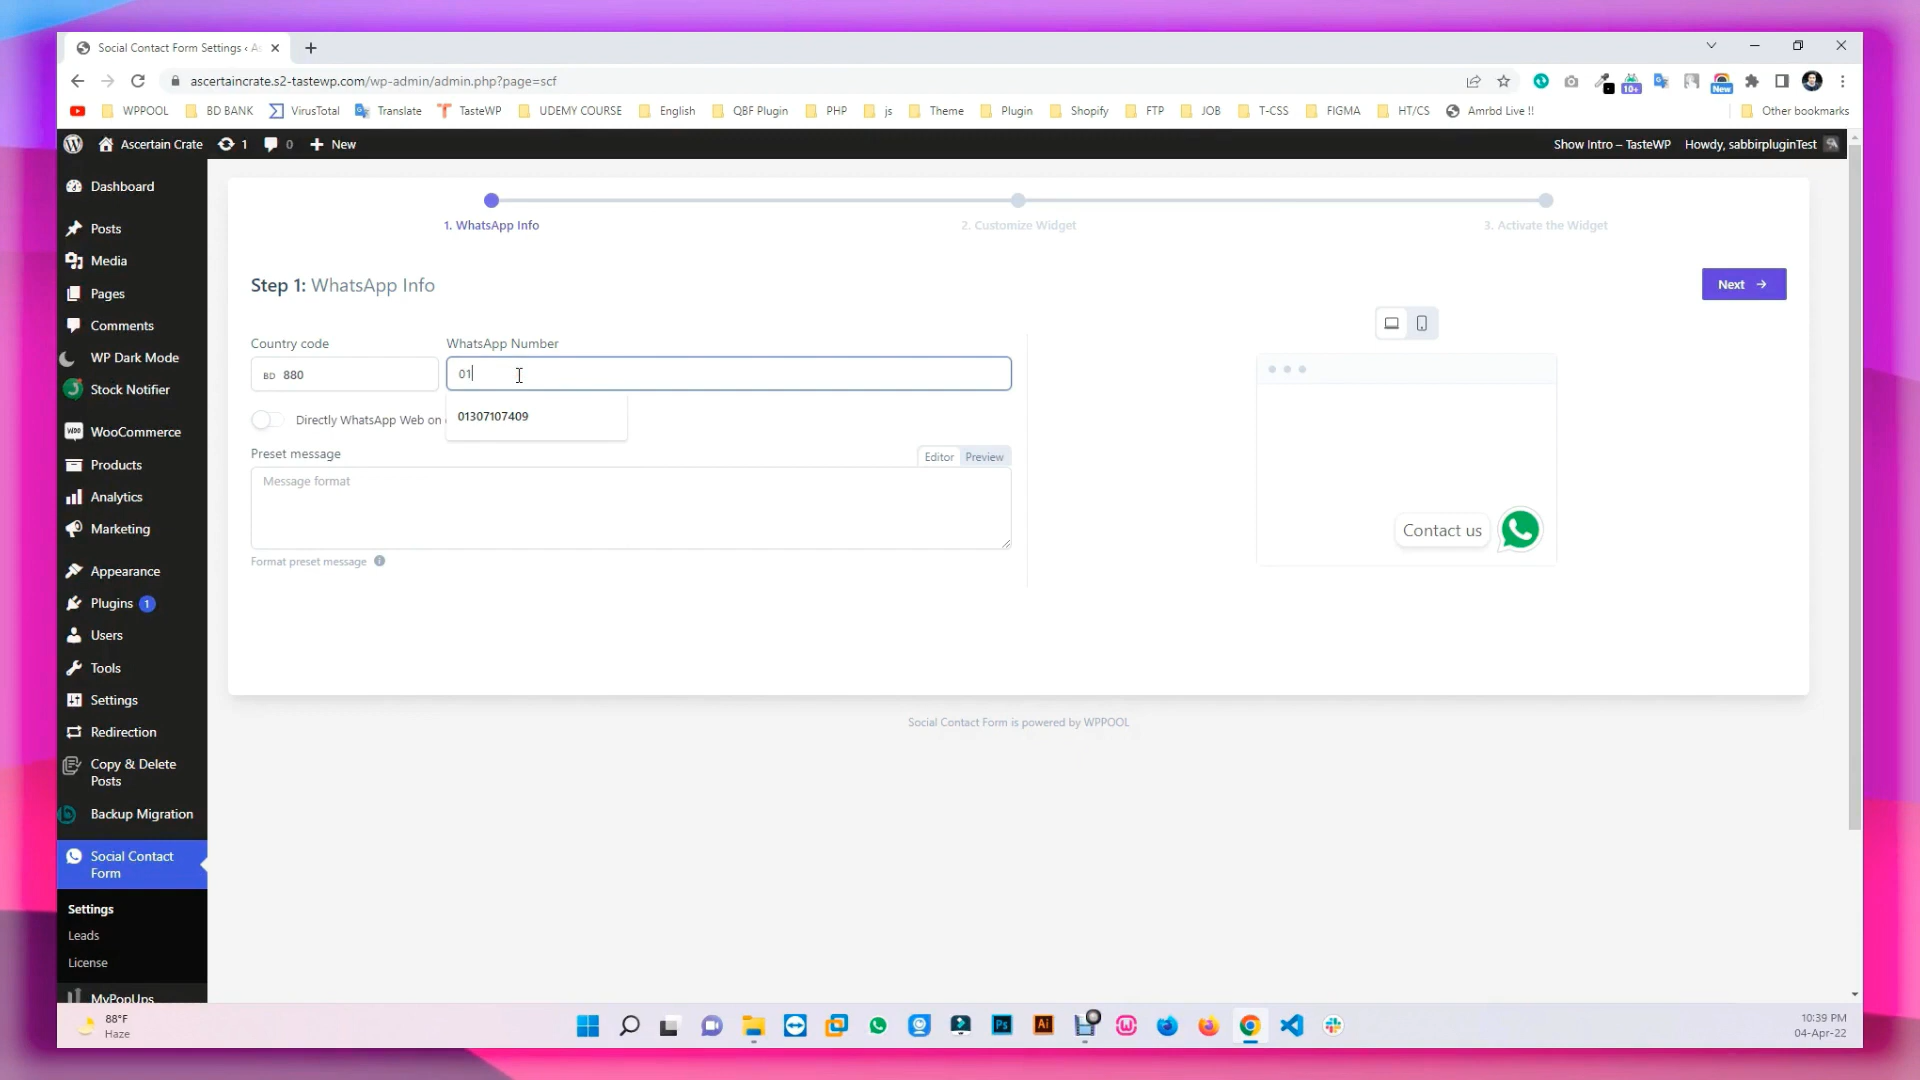 Social Contact Form Settings ‹ As
ascertaincrate.s2-tastewp.com/wp-admin/admin.php?page=scf
10+
New
WPPOOL
BD BANK
VirusTotal
Translate
TasteWP
UDEMY COURSE
English
QBF Plugin
PHP
js
Theme
Plugin
Shopify
FTP
JOB
T-CSS
FIGMA
HT/CS
Amrbd Live !!
Other bookmarks
Ascertain Crate
1
0
New
Show Intro – TasteWP
Howdy, sabbirpluginTest
Dashboard
Posts
Media
Pages
Comments
WP Dark Mode
Stock Notifier
WooCommerce
Products
Analytics
Marketing
Appearance
Plugins 1
Users
Tools
Settings
Redirection
Copy & Delete
Posts
Backup Migration
Social Contact
Form
Settings
Leads
License
MyPopUps
1. WhatsApp Info
2. Customize Widget
3. Activate the Widget
Step 1: WhatsApp Info
Next
Country code
WhatsApp Number
BD 880
01
01307107409
Directly WhatsApp Web on
Preset message
Editor
Preview
Message format
Format preset message
Contact us
Social Contact Form is powered by WPPOOL
88°F
Haze
Ps
Ai
10:39 PM
04-Apr-22